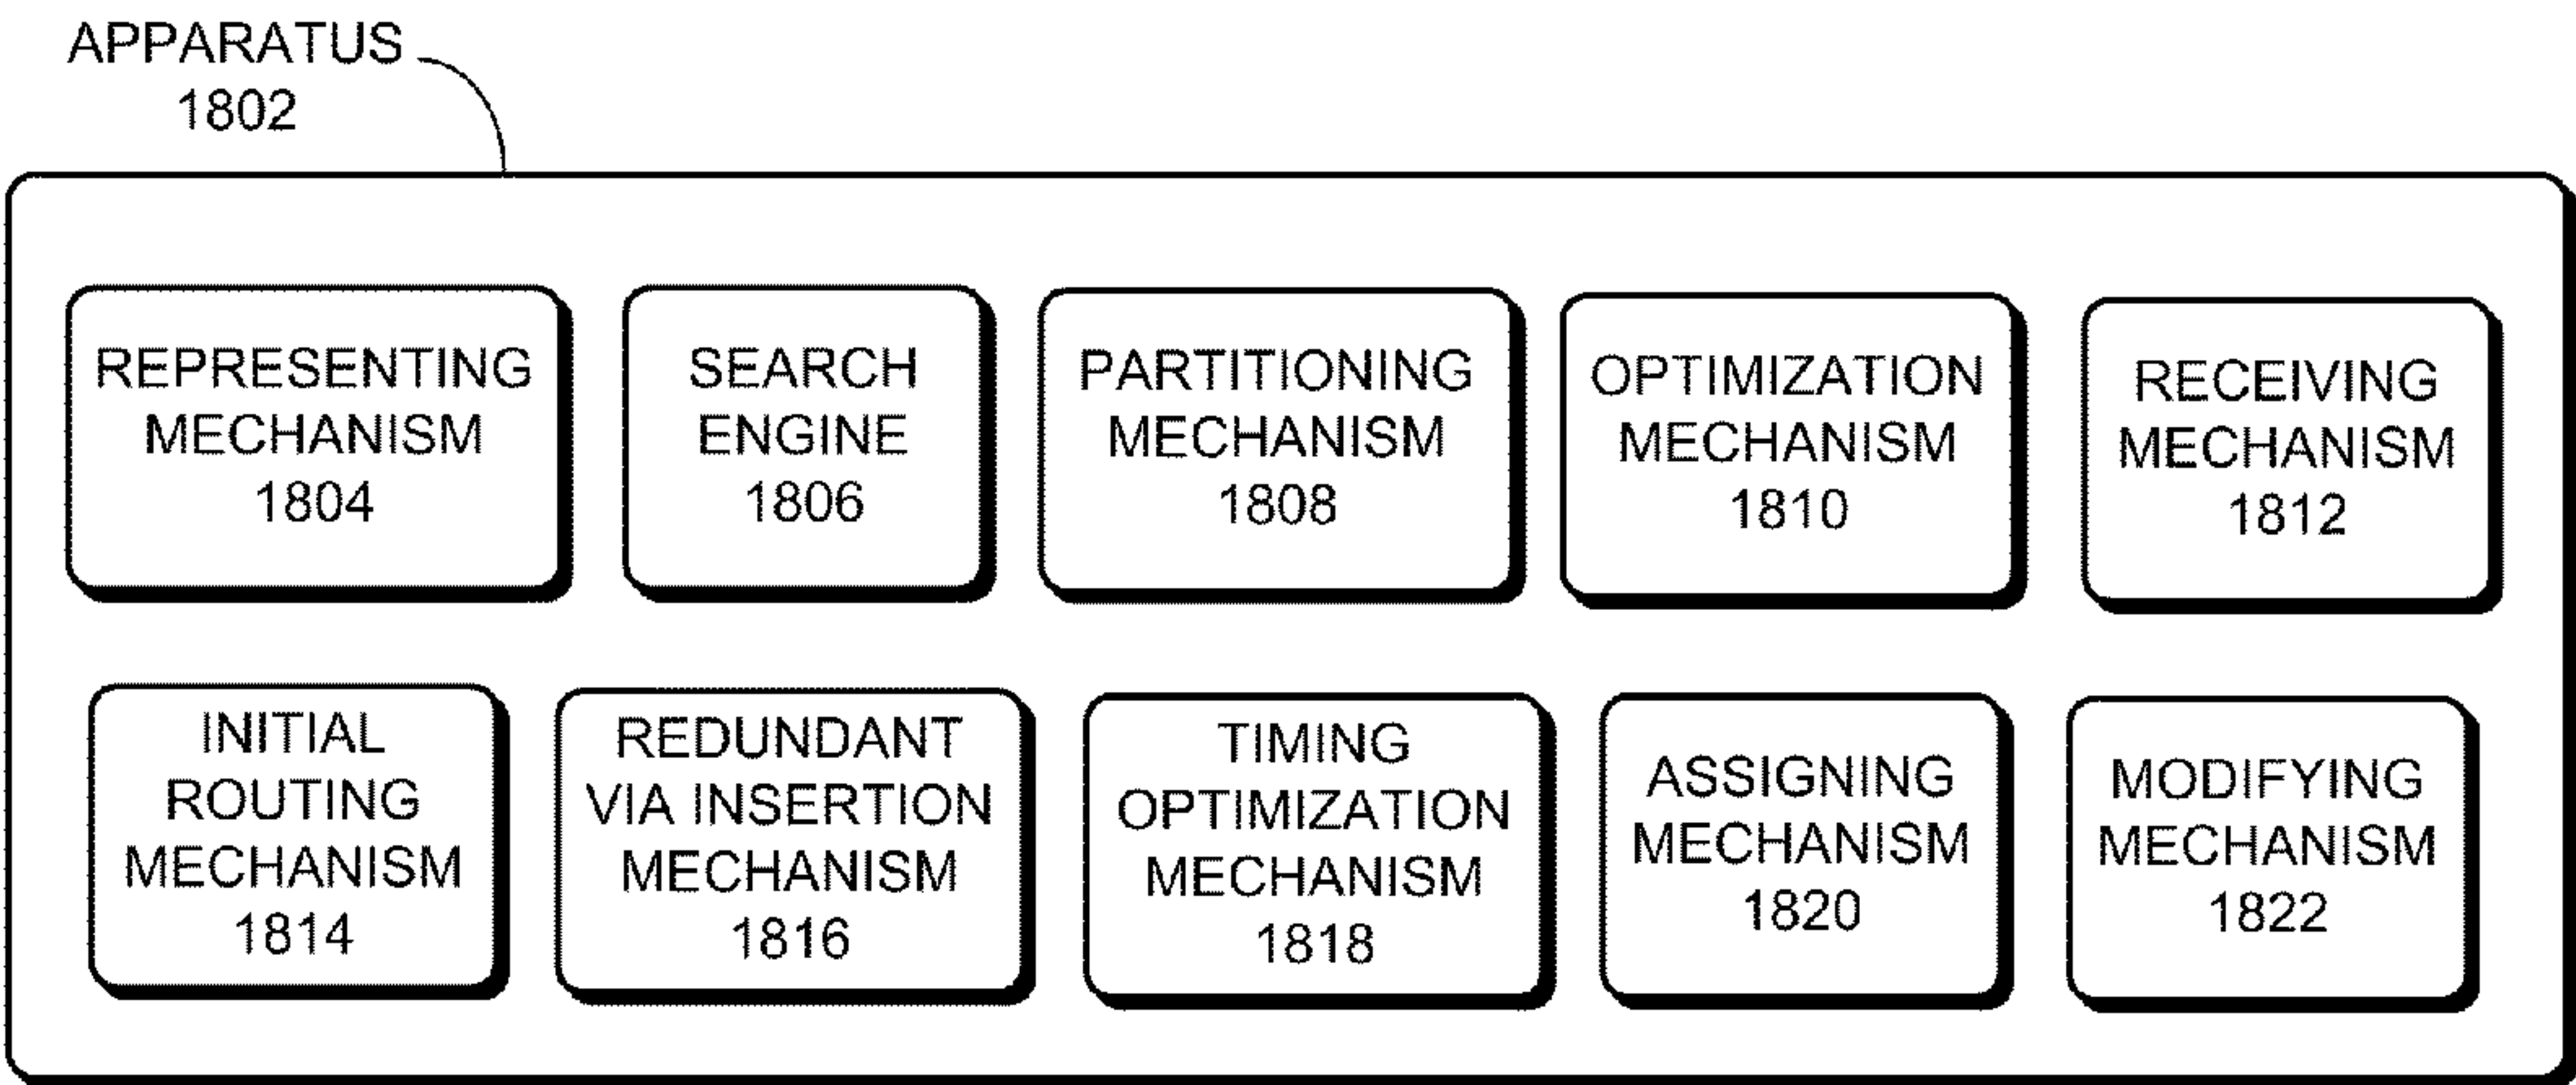 APPARATUS
1802
REPRESENTING
MECHANISM
1804
SEARCH
ENGINE
1806
PARTITIONING
MECHANISM
1808
OPTIMIZATION
MECHANISM
1810
RECEIVING
MECHANISM
1812
INITIAL
ROUTING
MECHANISM
1814
REDUNDANT
VIA INSERTION
MECHANISM
1816
TIMING
OPTIMIZATION
MECHANISM
1818
ASSIGNING
MECHANISM
1820
MODIFYING
MECHANISM
1822